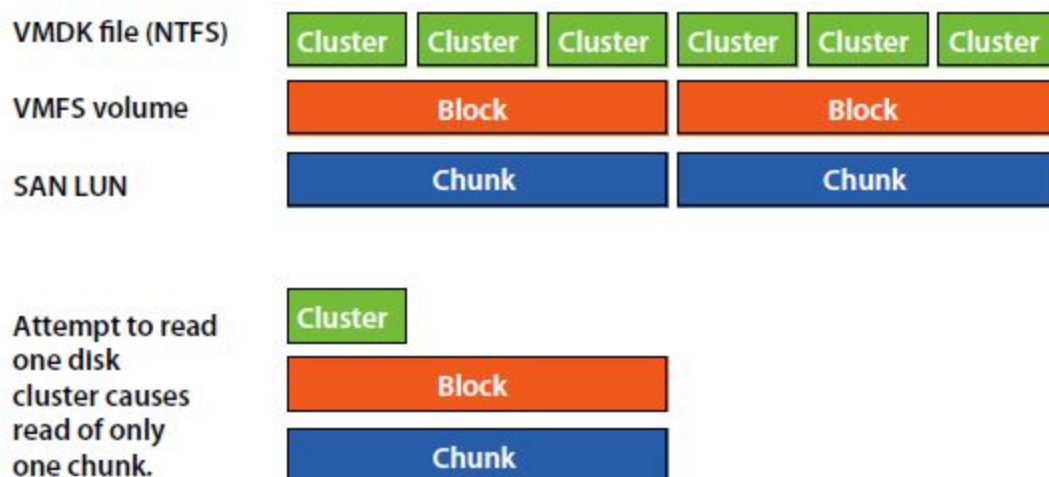 VMDK file (NTFS)
Cluster Cluster Cluster Cluster Cluster Cluster
VMFS volume
Block Block
SAN LUN
Chunk Chunk
Attempt to read
one disk
cluster causes
read of only
one chunk.
Cluster
Block
Chunk